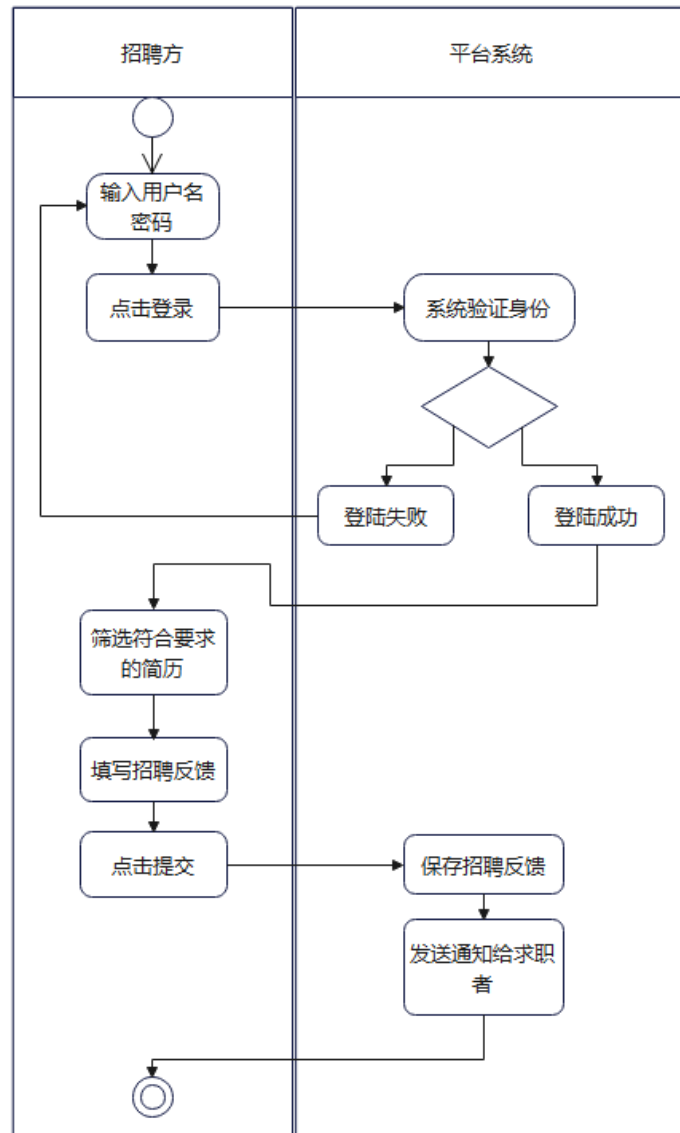 招聘方
平台系统
输入用户名
密码
点击登录
系统验证身份
登陆失败
登陆成功
筛选符合要求
的简历
填写招聘反馈
点击提交
保存招聘反馈
发送通知给求职
者